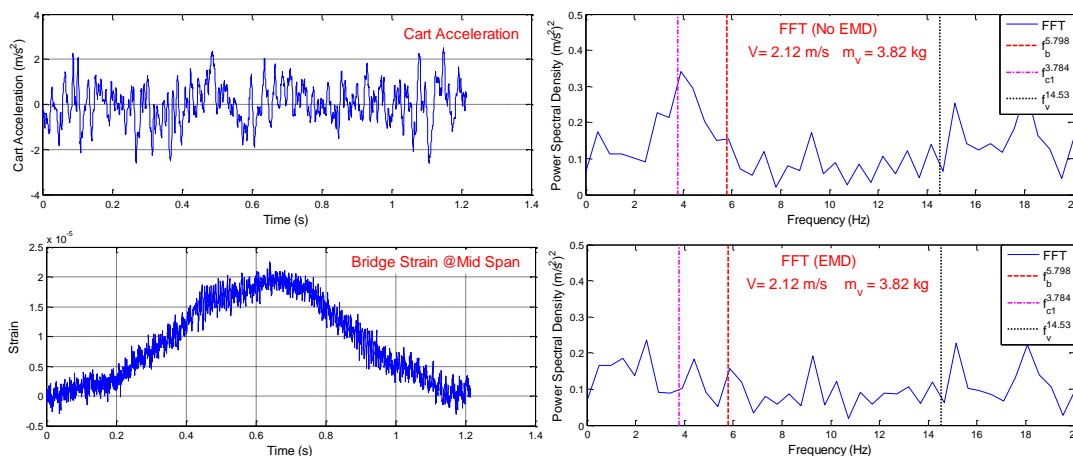 Cart Acceleration
Cart Acceleration (m/s²)
4
2
0
-2
-4
0 0.2 0.4 0.6 0.8 1 1.2 1.4
Time (s)
FFT (No EMD)
V= 2.12 m/s m_v = 3.82 kg
FFT
f_b^5.798
f_c1^3.784
f_v^14.53
Power Spectral Density (m/s²)²
0.5
0.4
0.3
0.2
0.1
0
0 2 4 6 8 10 12 14 16 18 20
Frequency (Hz)
x 10^-5
Bridge Strain @Mid Span
Strain
2.5
2
1.5
1
0.5
0
-0.5
0 0.2 0.4 0.6 0.8 1 1.2 1.4
Time (s)
FFT (EMD)
V= 2.12 m/s m_v = 3.82 kg
FFT
f_b^5.798
f_c1^3.784
f_v^14.53
Power Spectral Density (m/s²)²
0.5
0.4
0.3
0.2
0.1
0
0 2 4 6 8 10 12 14 16 18 20
Frequency (Hz)